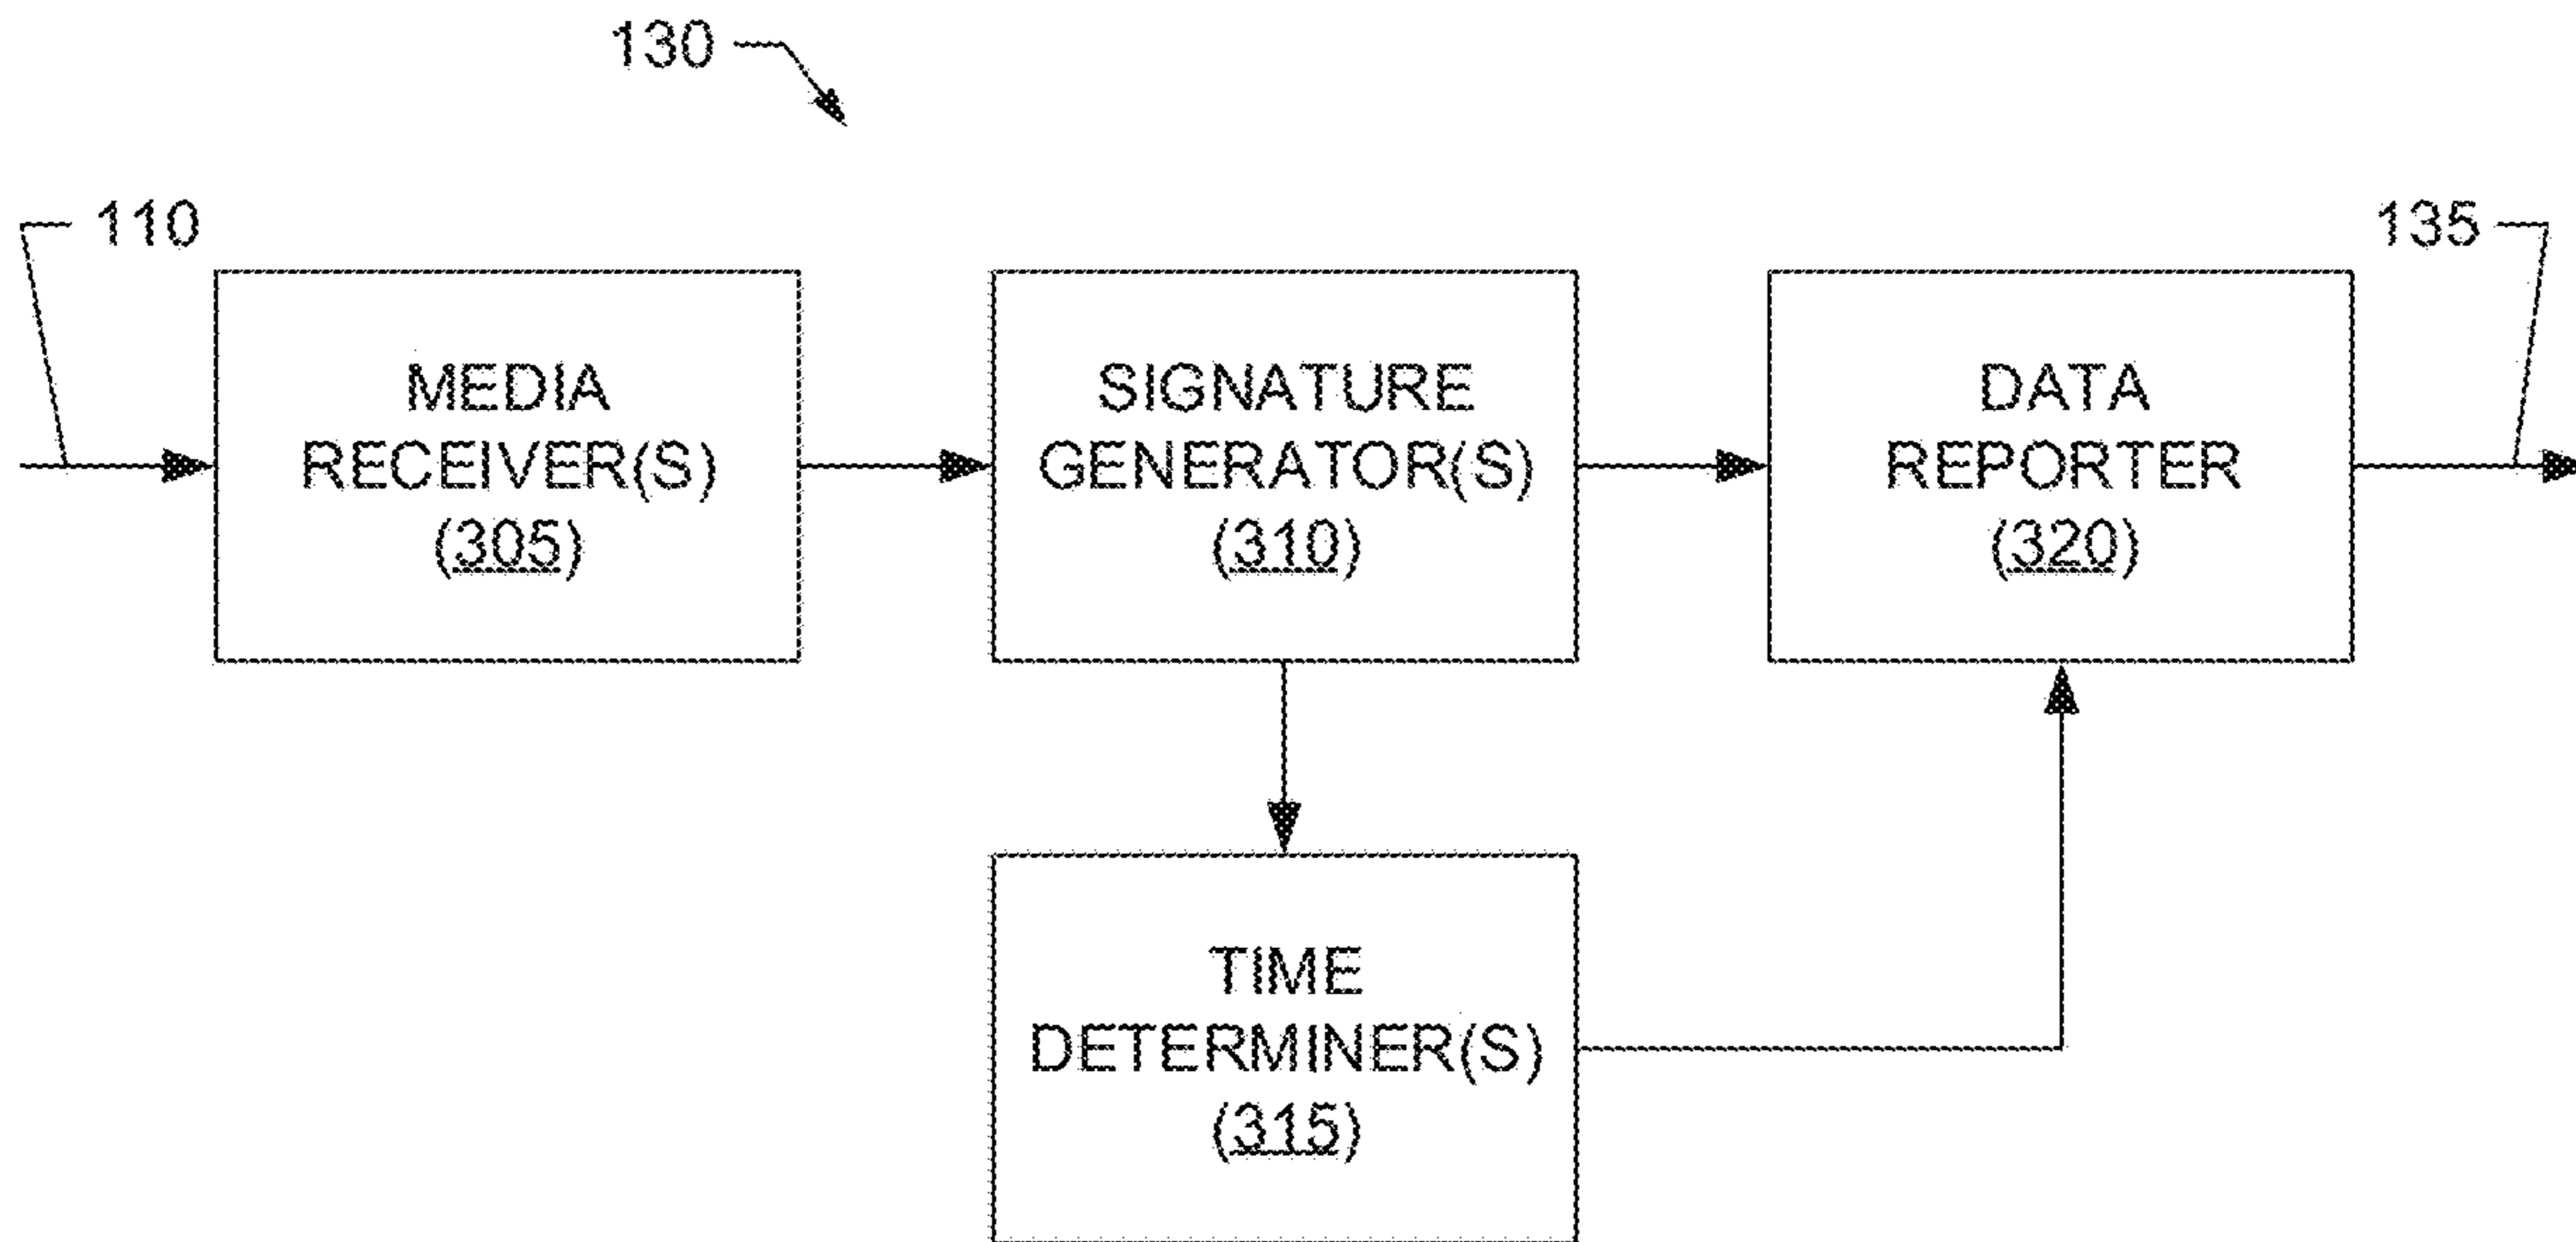 130
110
135
MEDIA
RECEIVER(S)
(305)
SIGNATURE
GENERATOR(S)
(310)
DATA
REPORTER
(320)
TIME
DETERMINER(S)
(315)